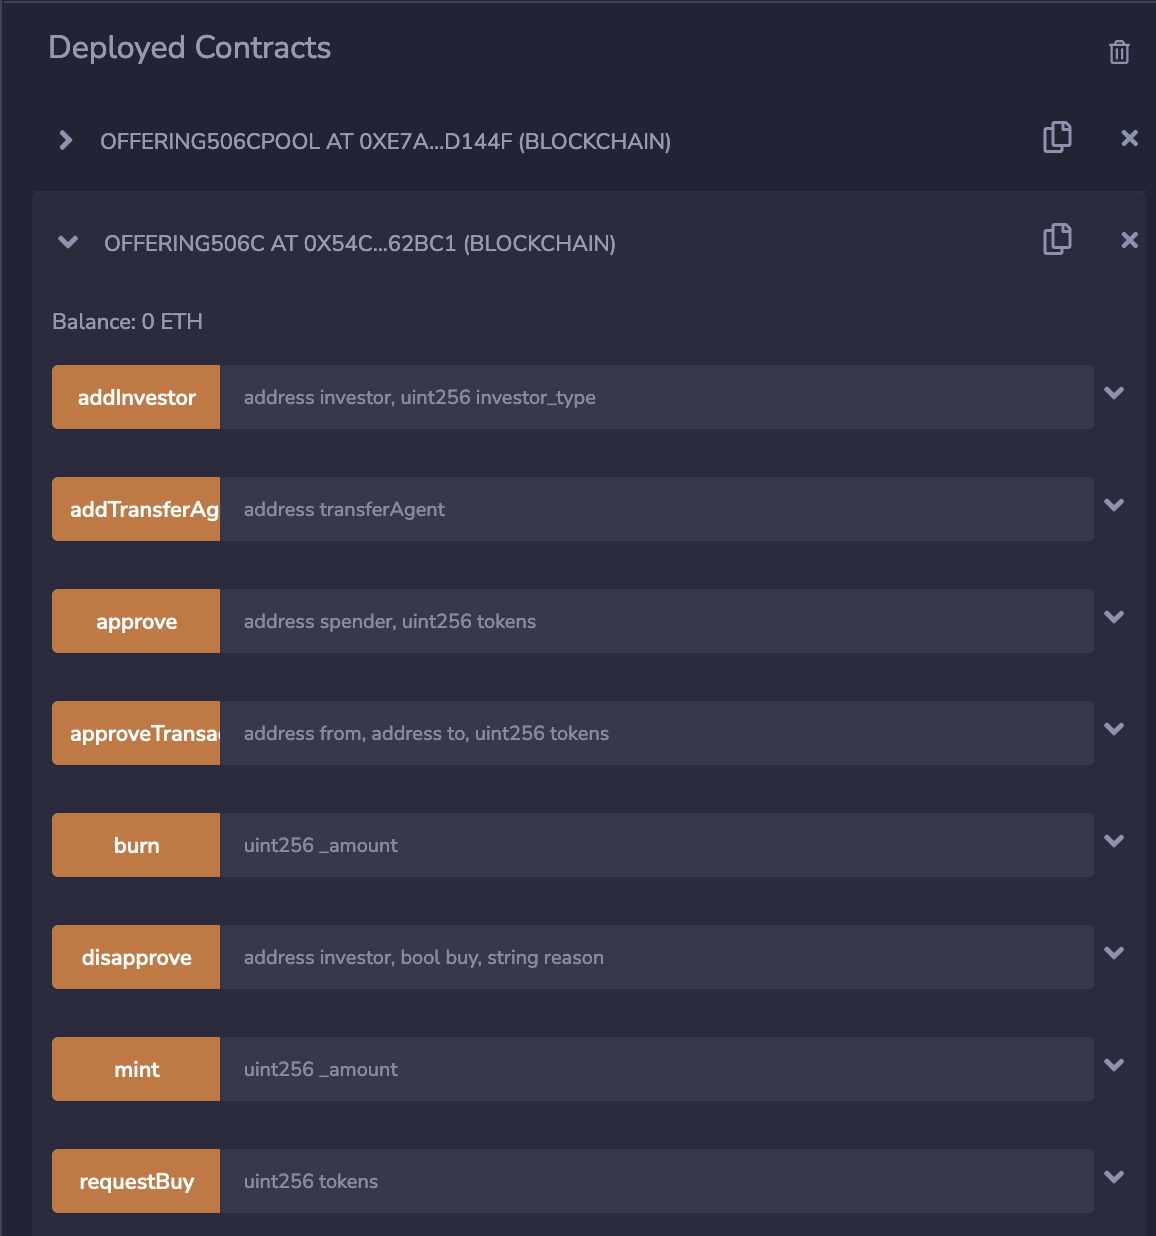 Deployed Contracts
OFFERING506CPOOL AT 0XE7A...D144F (BLOCKCHAIN)
OFFERING506C AT 0X54C...62BC1 (BLOCKCHAIN)
Balance: 0 ETH
addInvestor address investor, uint256 investor_type
addTransferAg address transferAgent
approve address spender, uint256 tokens
approveTransa address from, address to, uint256 tokens
burn uint256 _amount
disapprove address investor, bool buy, string reason
mint uint256 _amount
requestBuy uint256 tokens